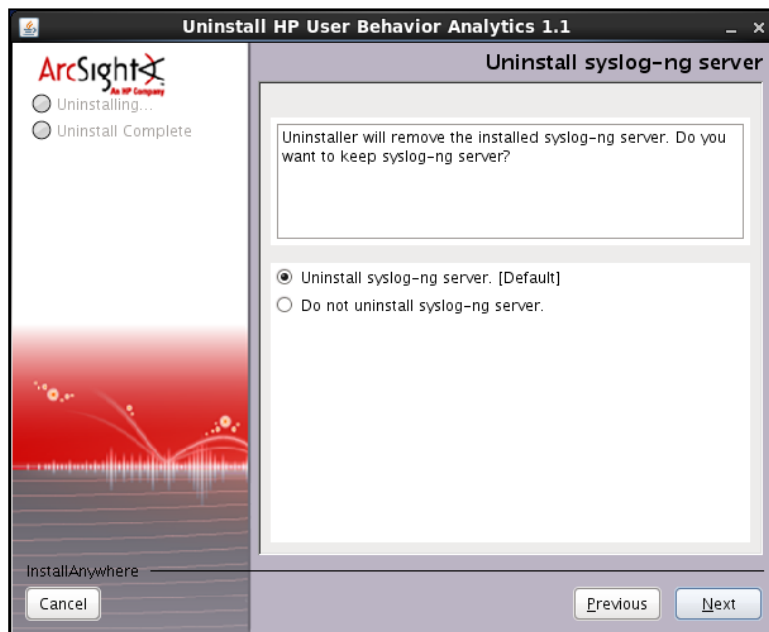 Uninstall HP User Behavior Analytics 1.1
ArcSight
An HP Company
Uninstalling...
Uninstall Complete
Uninstall syslog-ng server
Uninstaller will remove the installed syslog-ng server. Do you
want to keep syslog-ng server?
Uninstall syslog-ng server. [Default]
Do not uninstall syslog-ng server.
InstallAnywhere
Cancel
Previous
Next